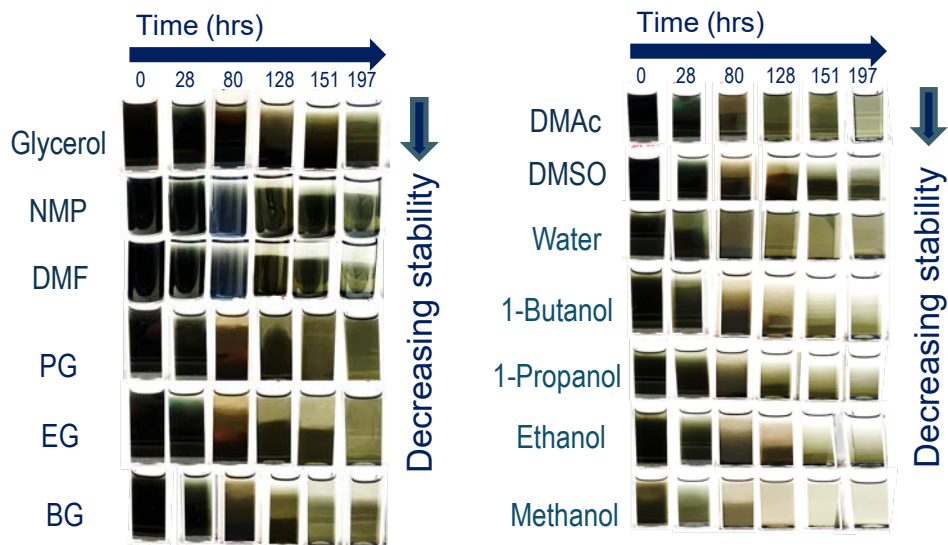 Time (hrs)
0 28 80 128 151 197
Glycerol
NMP
DMF
PG
EG
BG
Decreasing stability
Time (hrs)
0 28 80 128 151 197
DMAc
DMSO
Water
1-Butanol
1-Propanol
Ethanol
Methanol
Decreasing stability